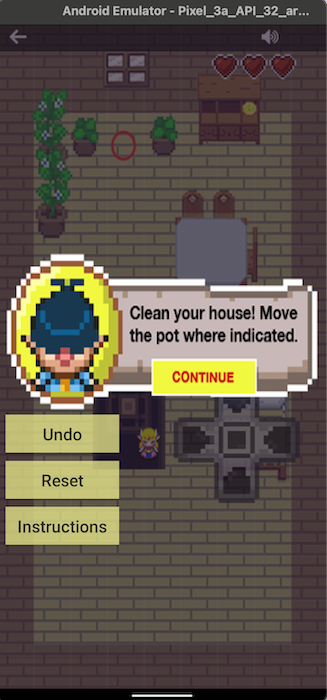 Android Emulator - Pixel_3a_API_32_ar...
Clean your house! Move
the pot where indicated.
CONTINUE
Undo
Reset
Instructions